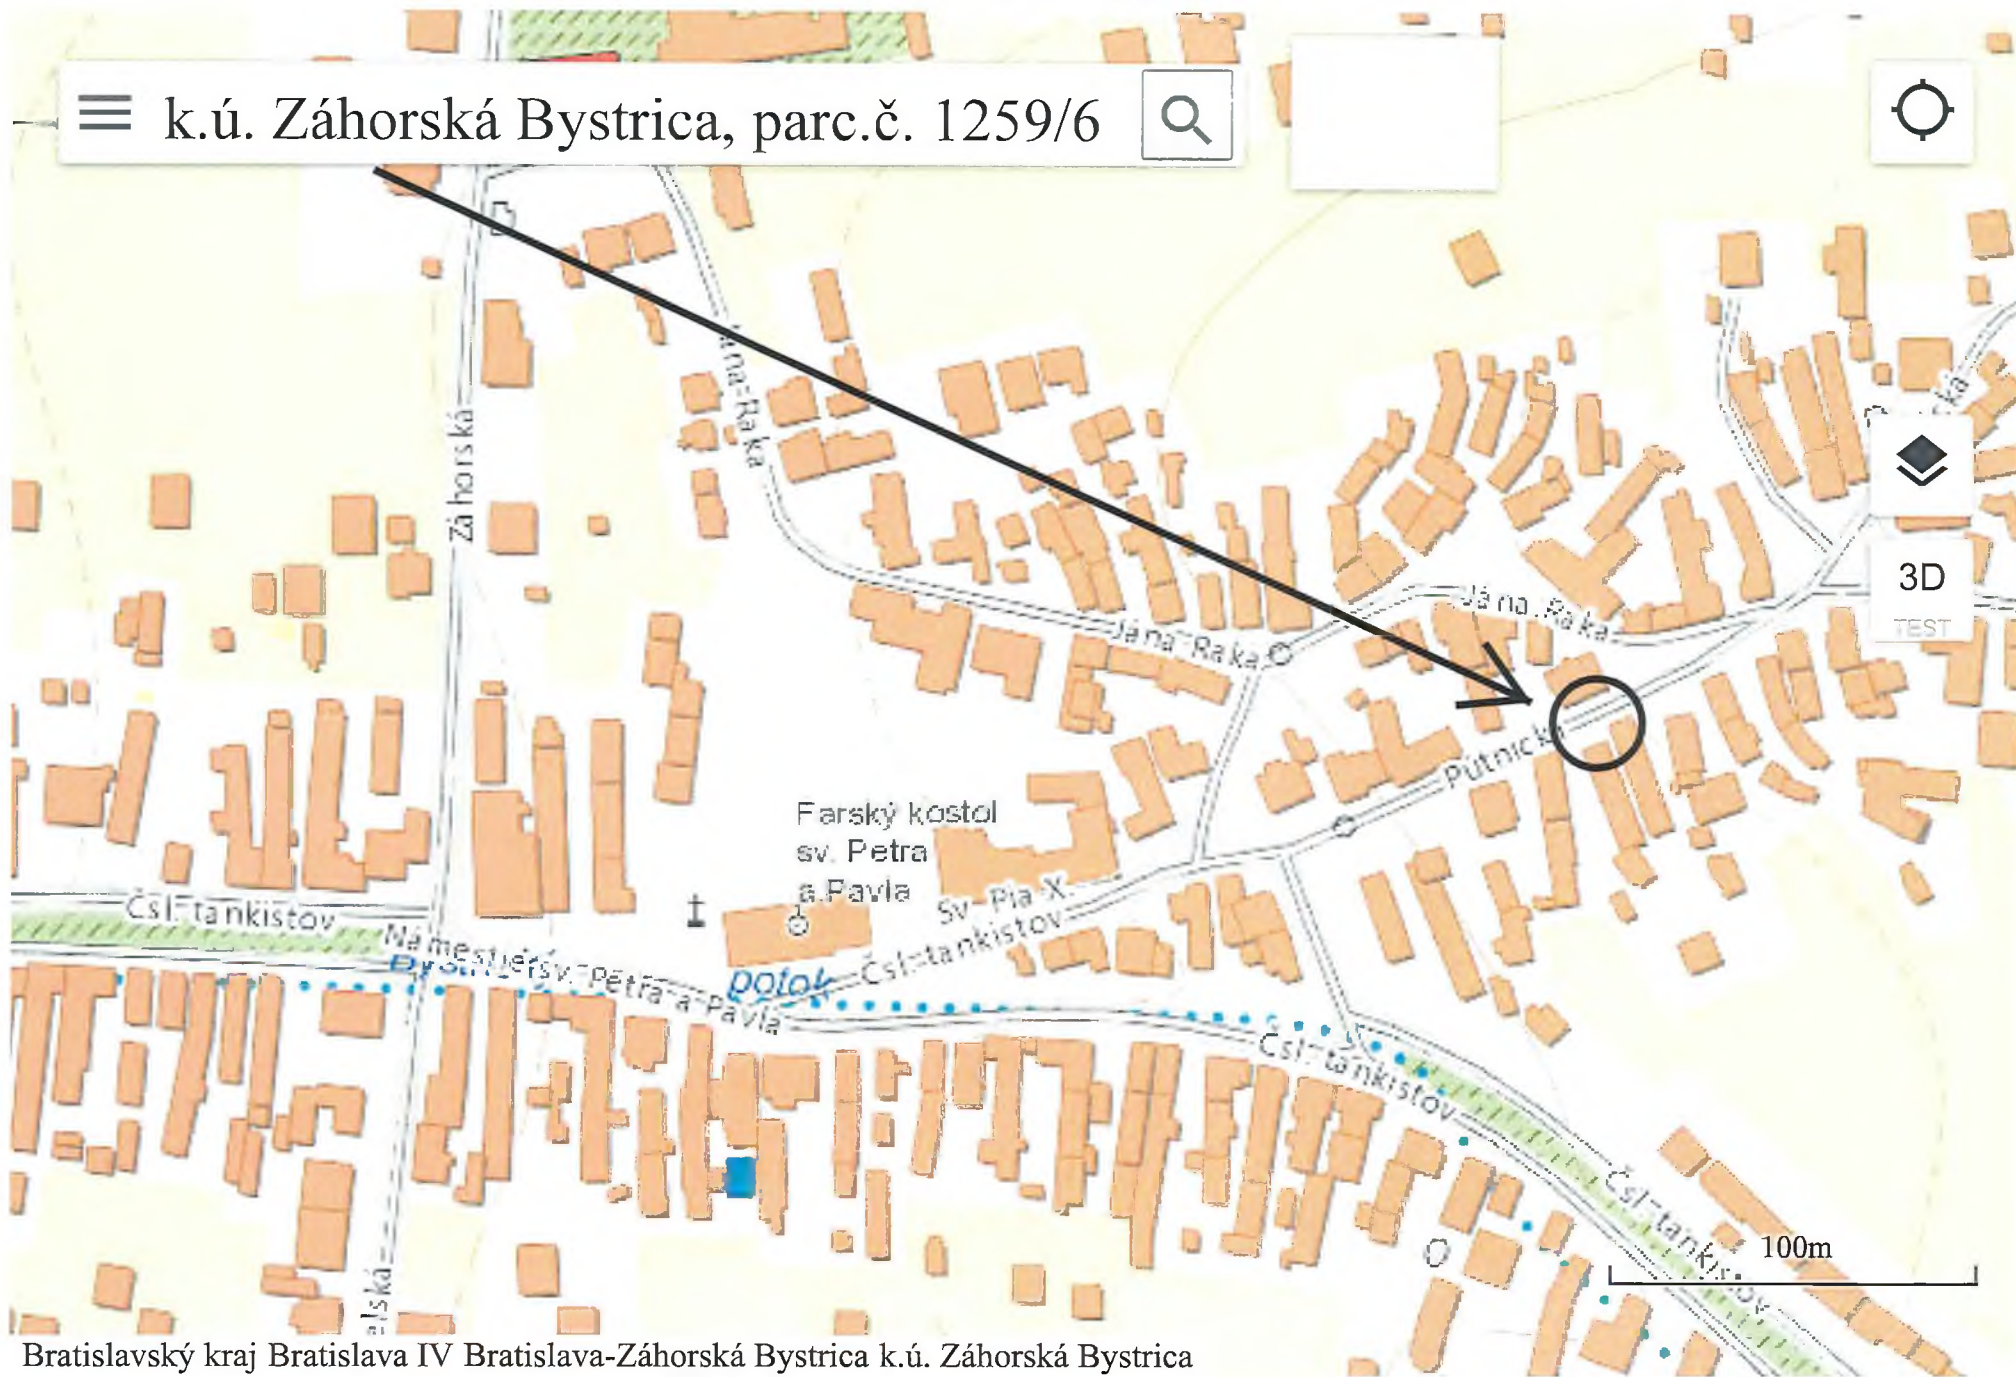 k.ú. Záhorská Bystrica, parc.č. 1259/6
Jána Raka
Záhorská
3D
TEST
Jána Raka
Jána Raka
Pútnick
Farský kostol
sv. Petra
a Pavla
Sv. Pia X.
Čsl. tankistov
Čsl. tankistov
Námestie sv. Petra a Pavla
potok
Čsl. tankistov
Čsl. tankistov
100m
Bratislavský kraj Bratislava IV Bratislava-Záhorská Bystrica k.ú. Záhorská Bystrica